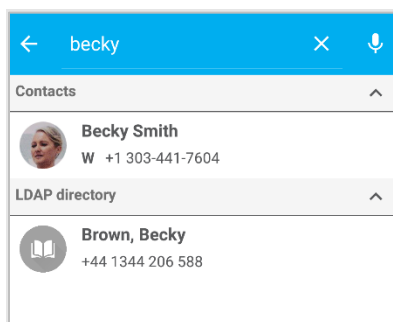 becky
Contacts
Becky Smith
W +1 303-441-7604
LDAP directory
Brown, Becky
+44 1344 206 588